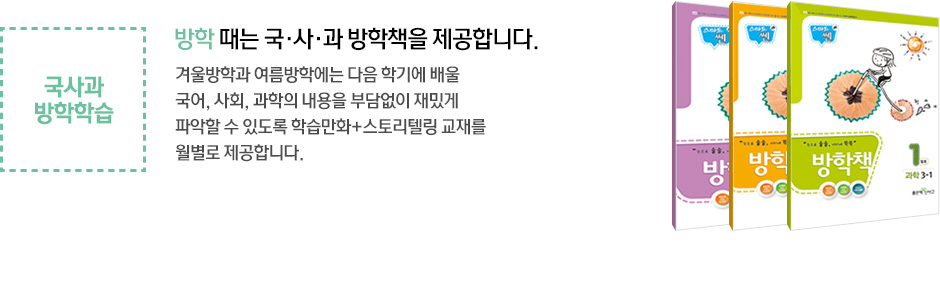 국사과
방학학습
방학 때는 국·사·과 방학책을 제공합니다.
겨울방학과 여름방학에는 다음 학기에 배울
국어, 사회, 과학의 내용을 부담없이 재밌게
파악할 수 있도록 학습만화+스토리텔링 교재를
월별로 제공합니다.
방학책
1
과학 3-1